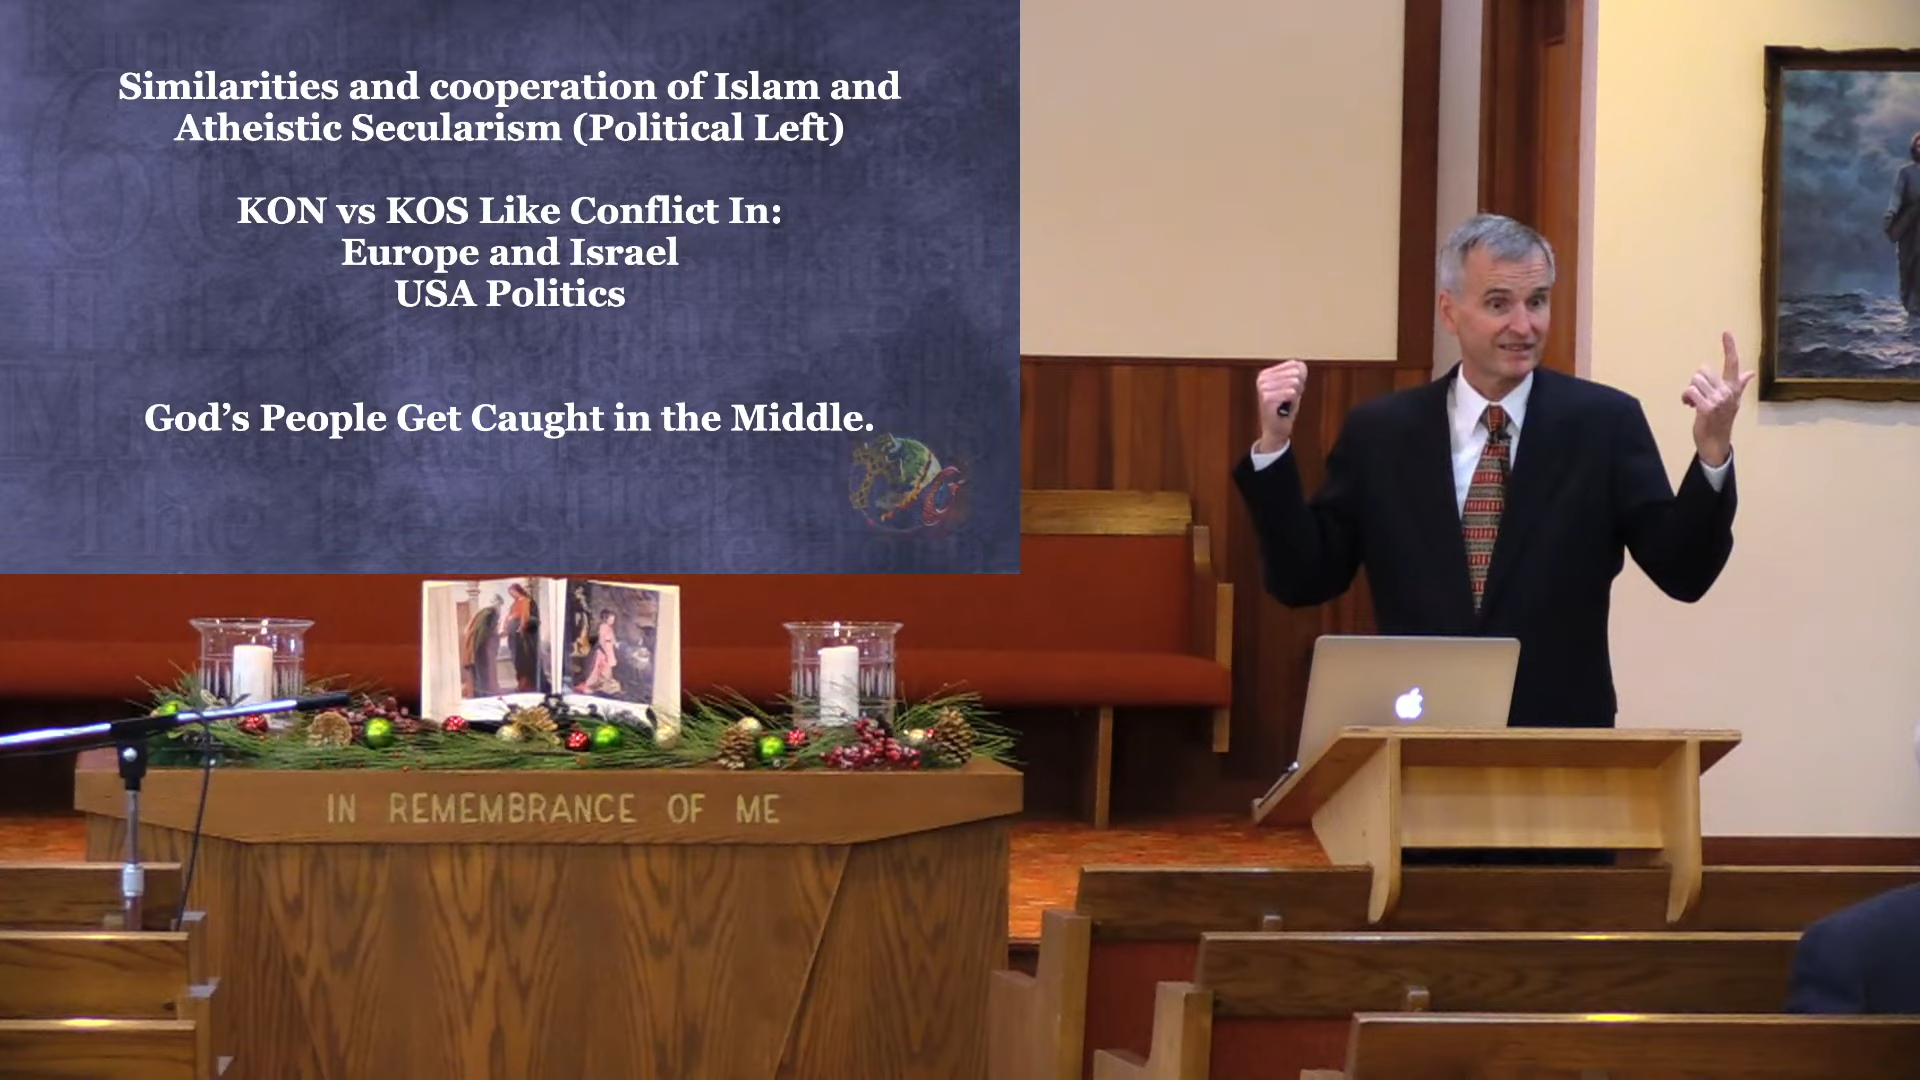 Similarities and cooperation of Islam and
Atheistic Secularism (Political Left)
KON vs KOS Like Conflict In:
Europe and Israel
USA Politics
God’s People Get Caught in the Middle.
IN REMEMBRANCE OF ME